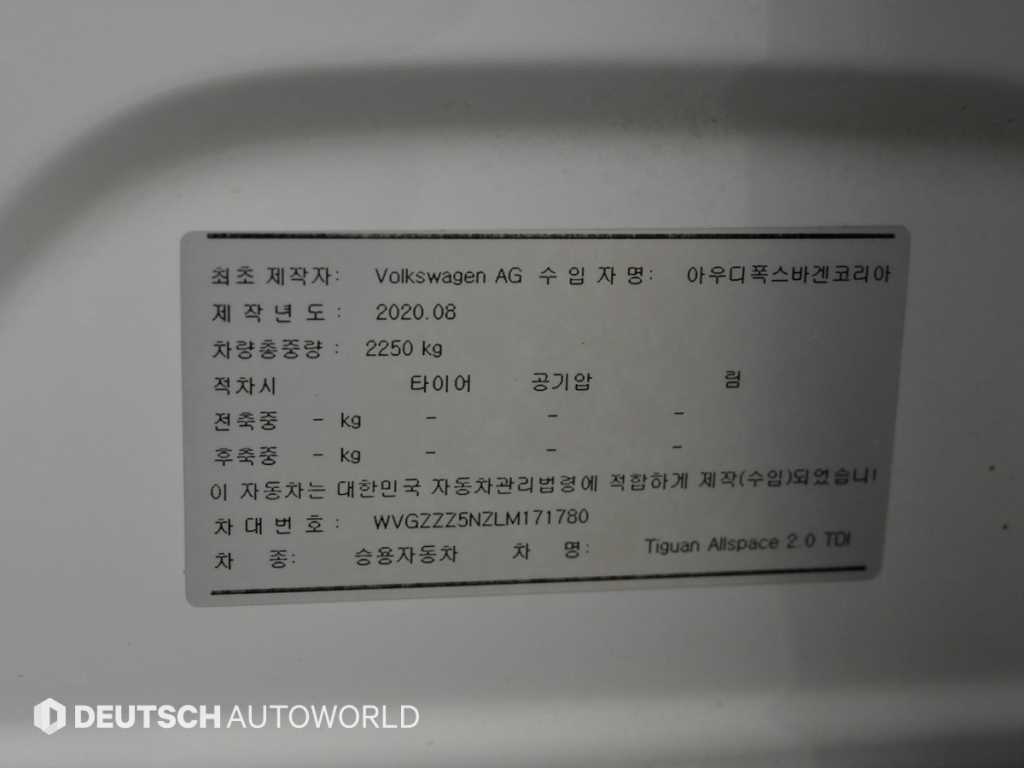 최초 제작자: Volkswagen AG 수 입 자 명: 아우디폭스바겐코리아
제 작 년 도 : 2020.08
차량총중량 : 2250 kg
적차시 타이어 공기압 림
전축중 - kg - - -
후축중 - kg - - -
이 자동차는 대한민국 자동차관리법령에 적합하게 제작(수입)되었습니
차 대 번 호 : WVGZZZ5NZLM171780
차 종: 승용자동차 차 명: Tiguan Allspace 2.0 TDI
DEUTSCH AUTOWORLD